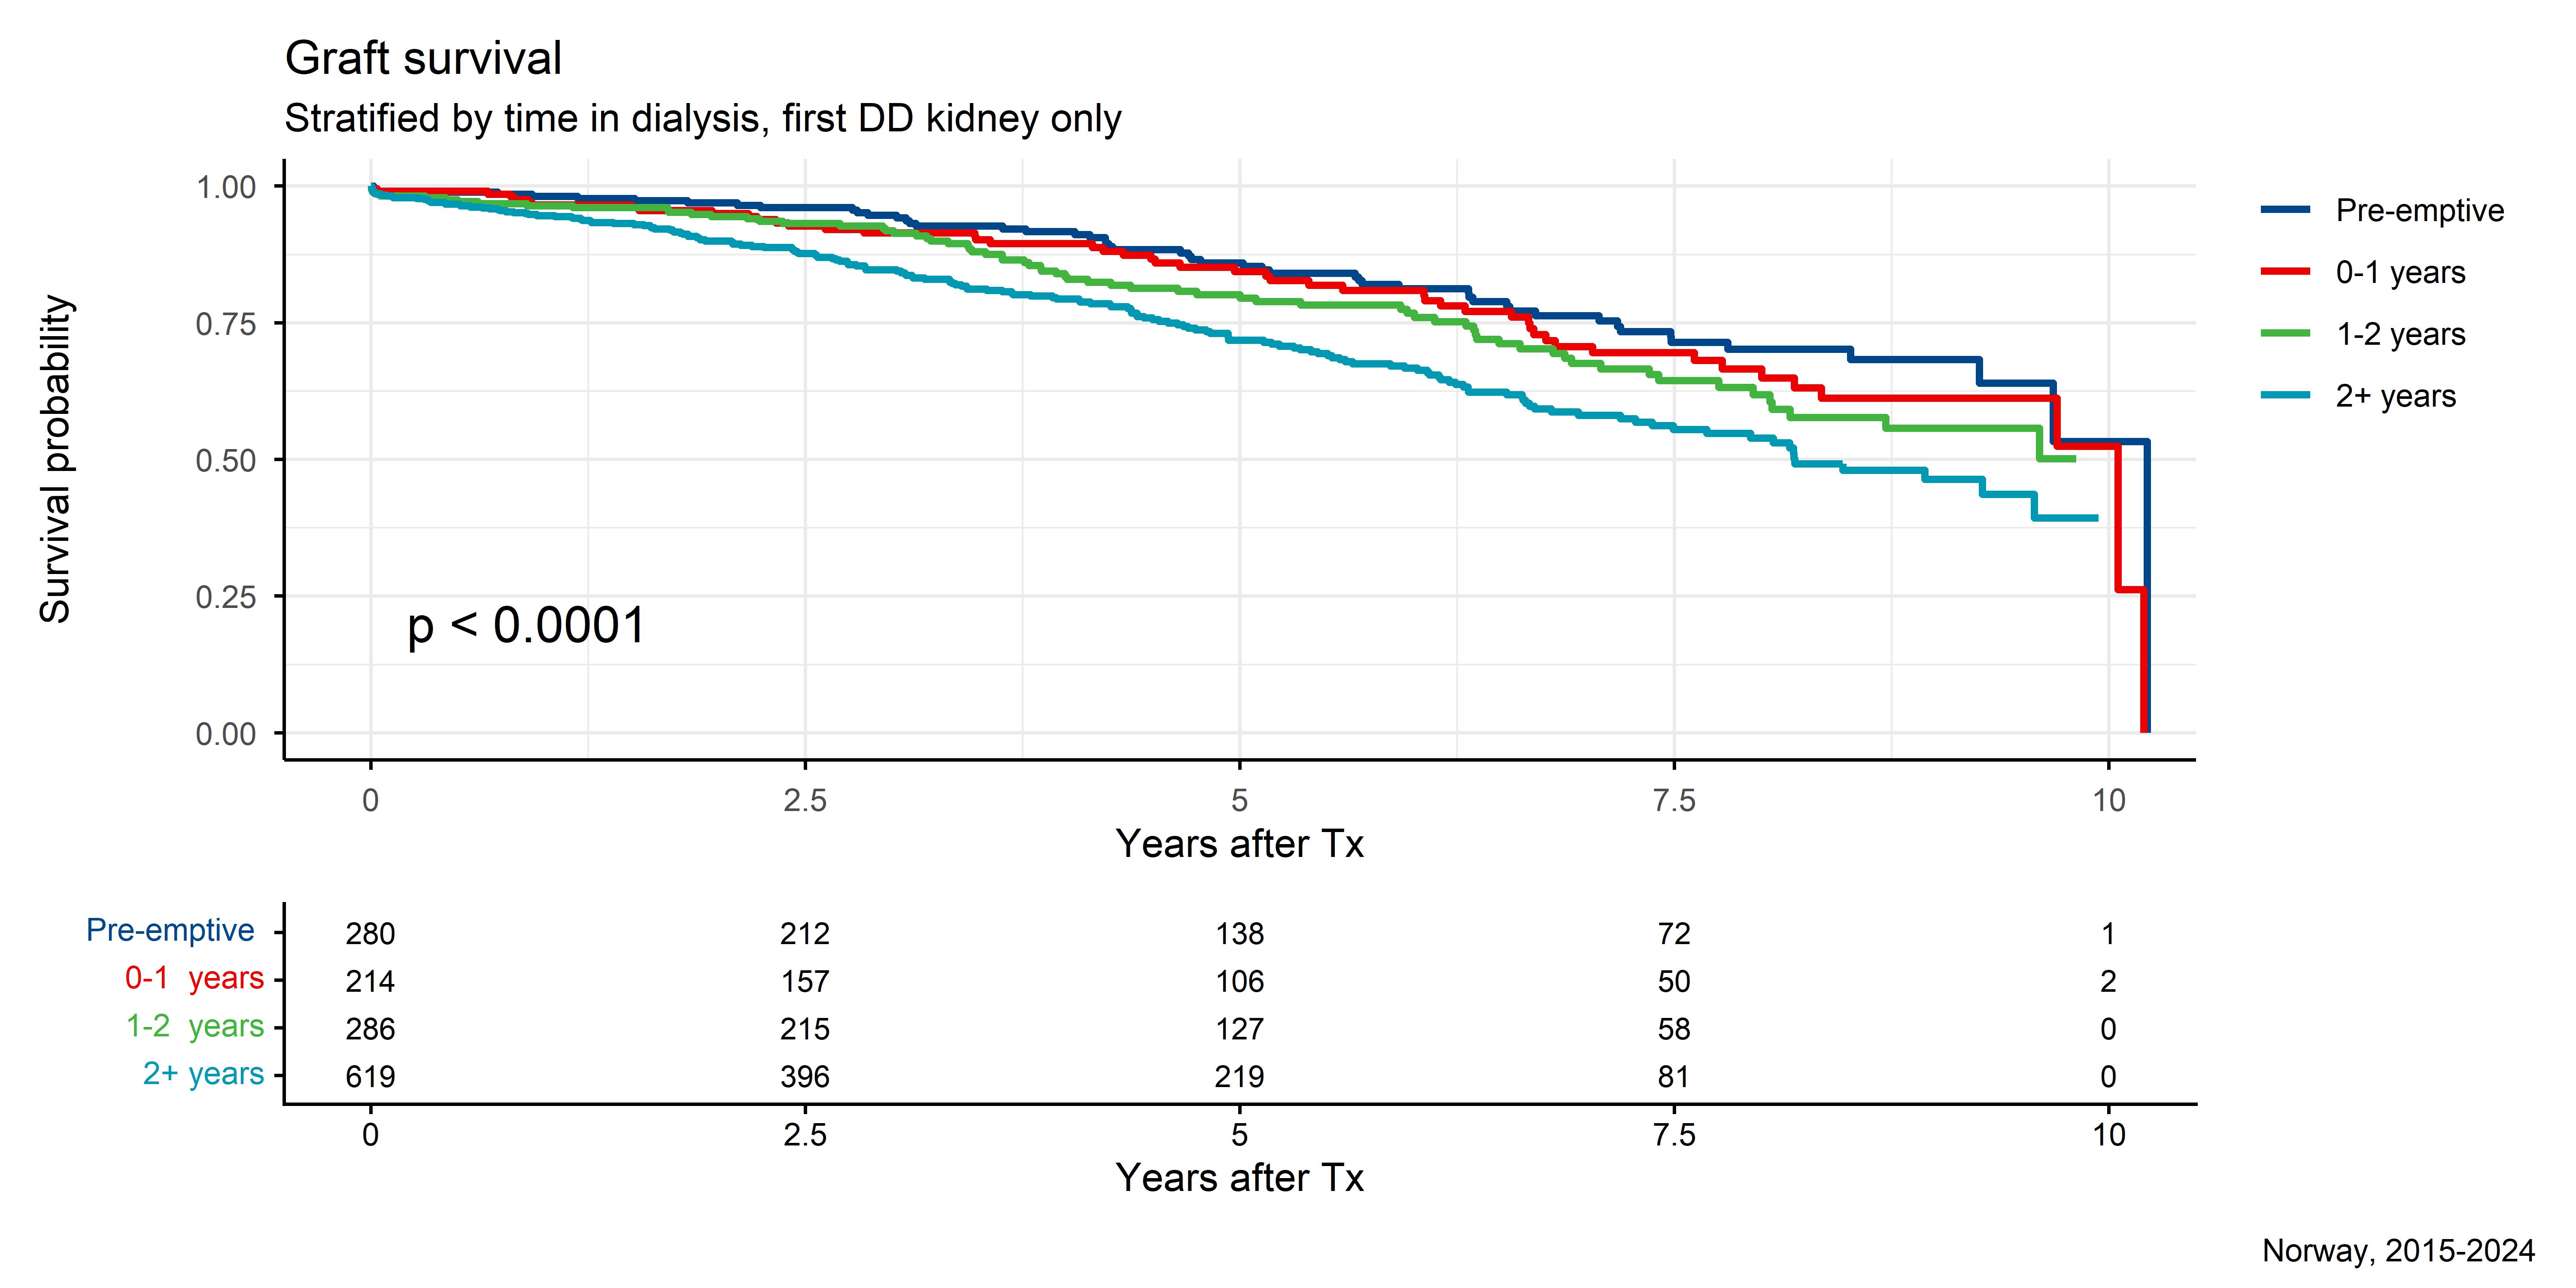 Graft survival
Stratified by time in dialysis, first DD kidney only
Survival probability
1.00
0.75
0.50
0.25
0.00
p < 0.0001
0 2.5 5 7.5 10
Years after Tx
Pre-emptive
0-1 years
1-2 years
2+ years
Pre-emptive 280 212 138 72 1
0-1 years 214 157 106 50 2
1-2 years 286 215 127 58 0
2+ years 619 396 219 81 0
0 2.5 5 7.5 10
Years after Tx
Norway, 2015-2024